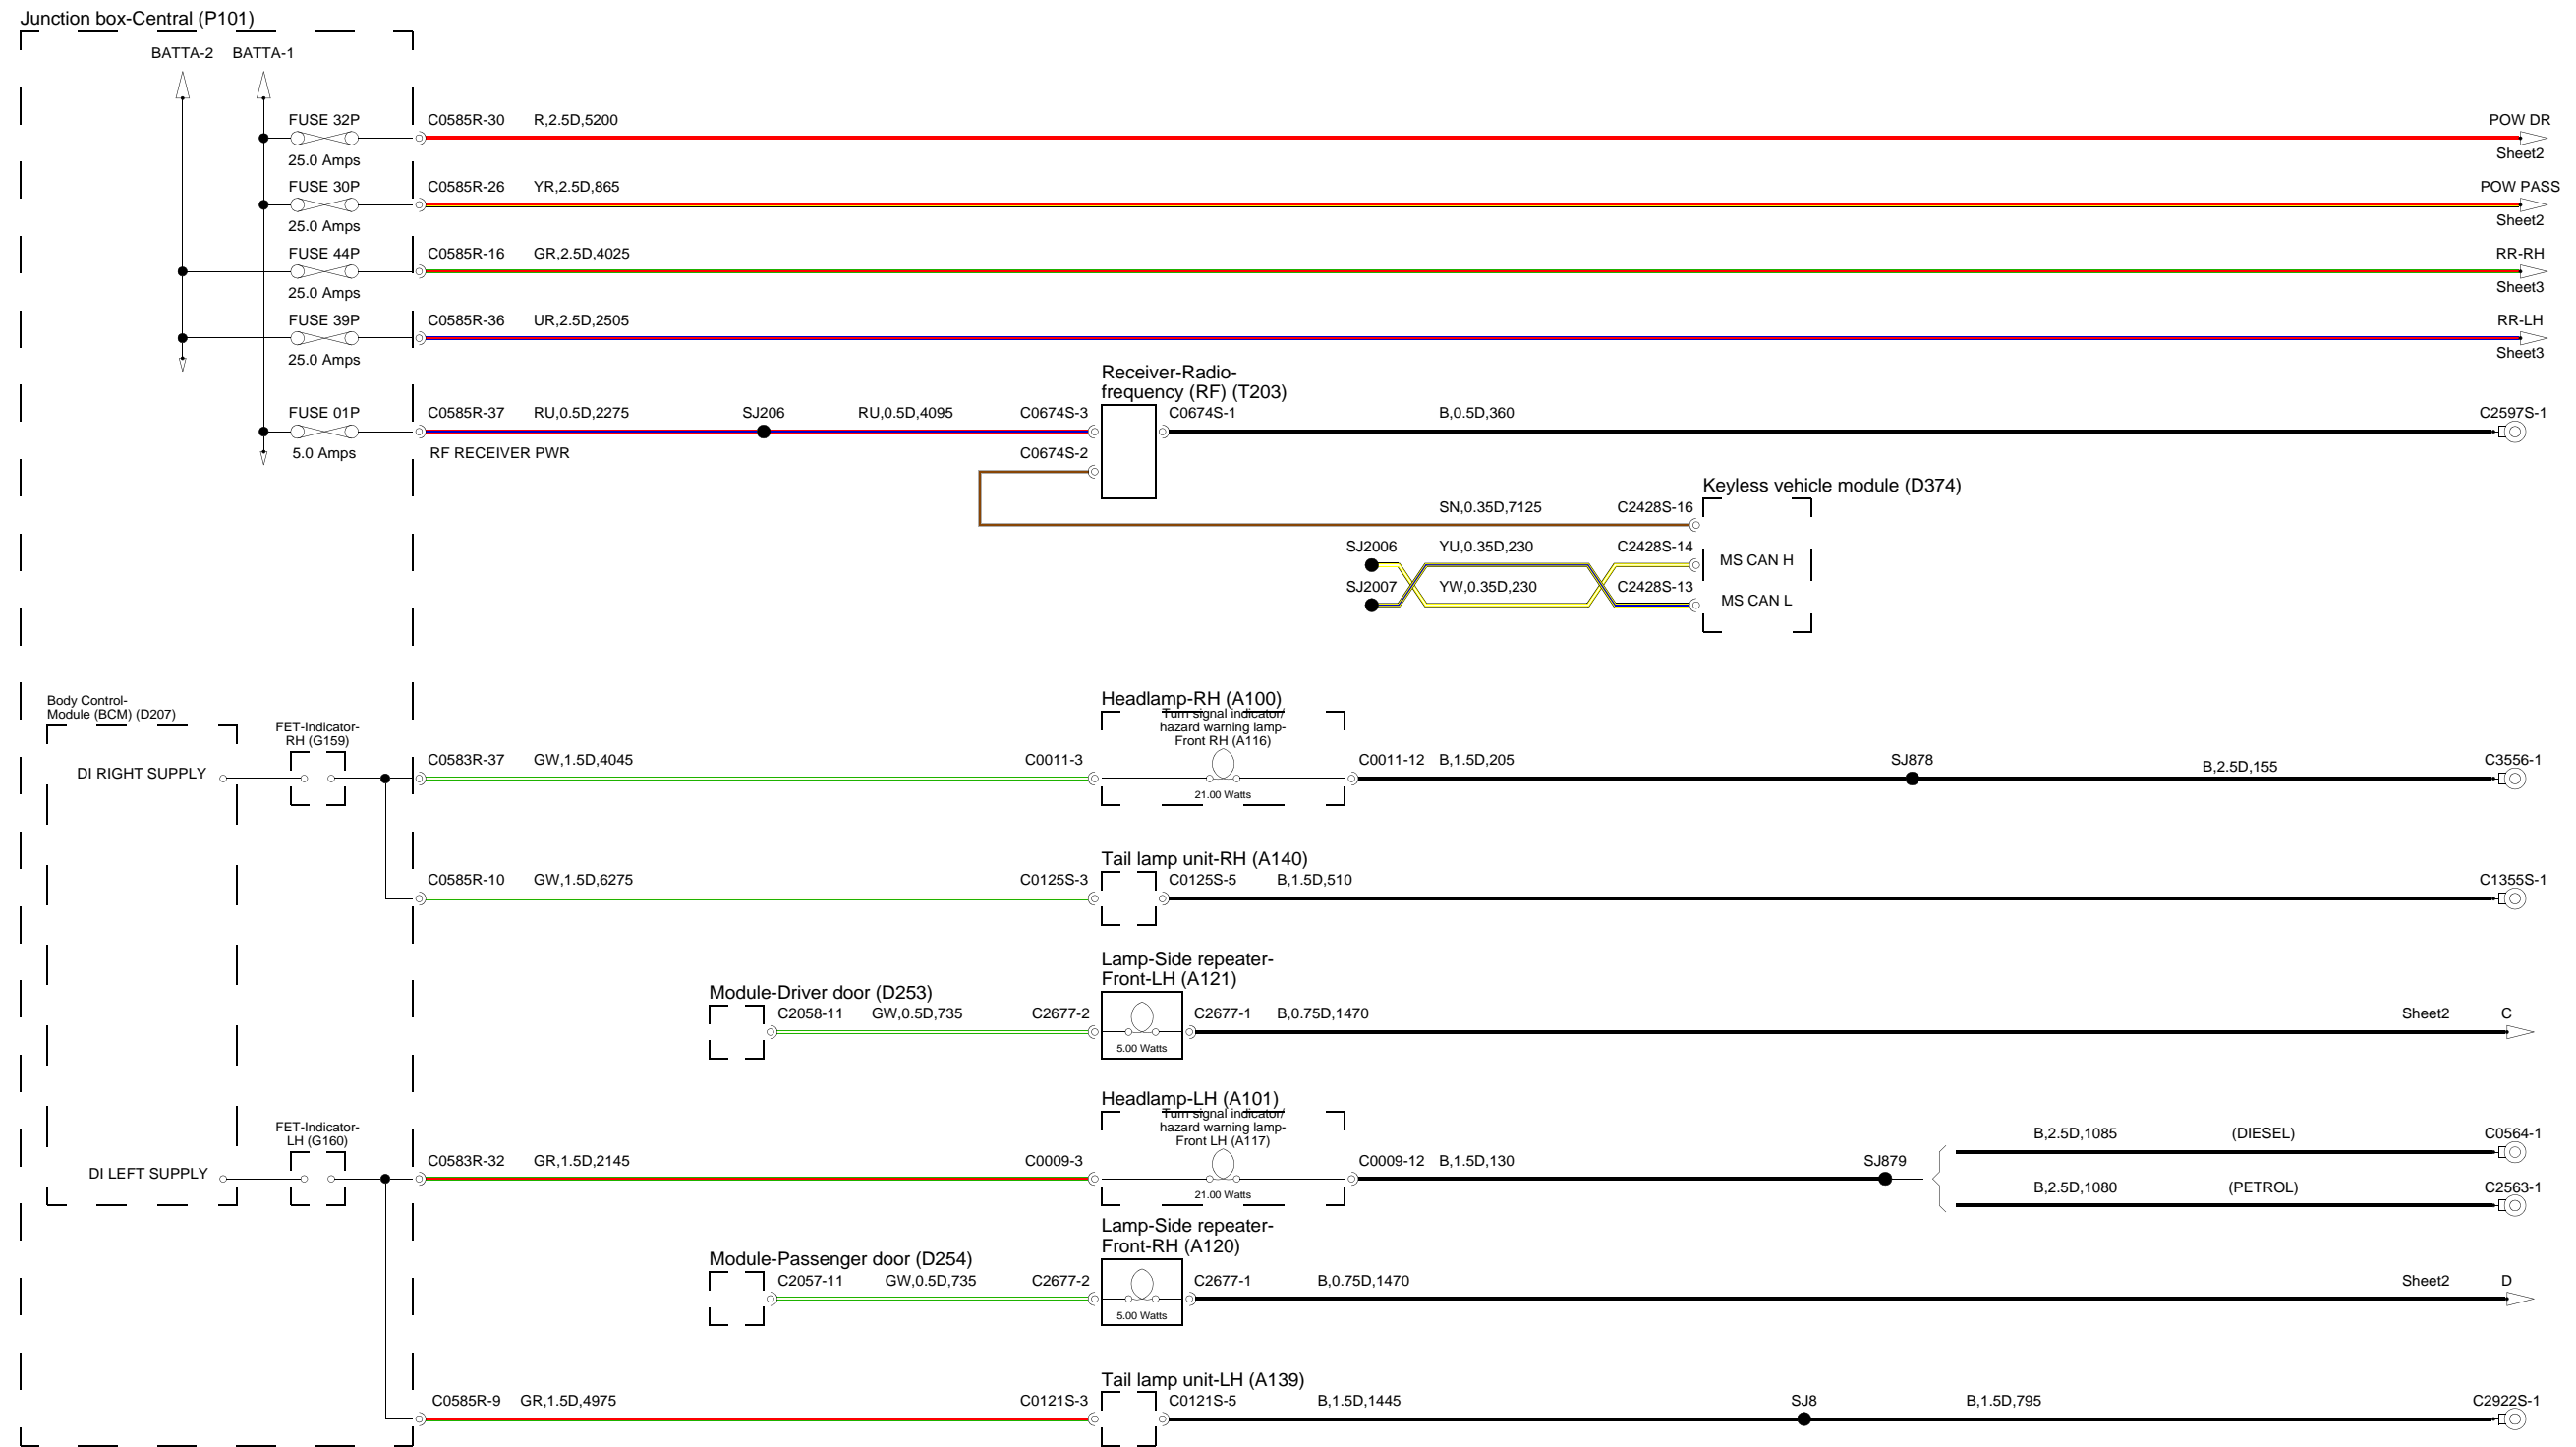 Junction box-Central (P101)
BATTA-2 BATTA-1
FUSE 32P C0585R-30 R,2.5D,5200 POW DR
25.0 Amps Sheet2
FUSE 30P C0585R-26 YR,2.5D,865 POW PASS
25.0 Amps Sheet2
FUSE 44P C0585R-16 GR,2.5D,4025 RR-RH
25.0 Amps Sheet3
FUSE 39P C0585R-36 UR,2.5D,2505 RR-LH
25.0 Amps Sheet3
Receiver-Radio-
frequency (RF) (T203)
FUSE 01P C0585R-37 RU,0.5D,2275 SJ206 RU,0.5D,4095 C0674S-3 C0674S-1 B,0.5D,360 C2597S-1
5.0 Amps RF RECEIVER PWR C0674S-2
Keyless vehicle module (D374)
SN,0.35D,7125 C2428S-16
SJ2006 YU,0.35D,230 C2428S-14
MS CAN H
SJ2007 YW,0.35D,230 C2428S-13
MS CAN L
Body Control-
Module (BCM) (D207)
FET-Indicator-
RH (G159)
Headlamp-RH (A100)
Turn signal indicator/
hazard warning lamp-
Front RH (A116)
DI RIGHT SUPPLY C0583R-37 GW,1.5D,4045 C0011-3 C0011-12 B,1.5D,205 SJ878 B,2.5D,155 C3556-1
21.00 Watts
Tail lamp unit-RH (A140)
C0585R-10 GW,1.5D,6275 C0125S-3 C0125S-5 B,1.5D,510 C1355S-1
Lamp-Side repeater-
Front-LH (A121)
Module-Driver door (D253)
C2058-11 GW,0.5D,735 C2677-2 C2677-1 B,0.75D,1470 Sheet2 C
5.00 Watts
Headlamp-LH (A101)
Turn signal indicator/
hazard warning lamp-
Front LH (A117)
FET-Indicator-
LH (G160)
B,2.5D,1085 (DIESEL) C0564-1
DI LEFT SUPPLY C0583R-32 GR,1.5D,2145 C0009-3 C0009-12 B,1.5D,130 SJ879
21.00 Watts
B,2.5D,1080 (PETROL) C2563-1
Lamp-Side repeater-
Front-RH (A120)
Module-Passenger door (D254)
C2057-11 GW,0.5D,735 C2677-2 C2677-1 B,0.75D,1470 Sheet2 D
5.00 Watts
Tail lamp unit-LH (A139)
C0585R-9 GR,1.5D,4975 C0121S-3 C0121S-5 B,1.5D,1445 SJ8 B,1.5D,795 C2922S-1